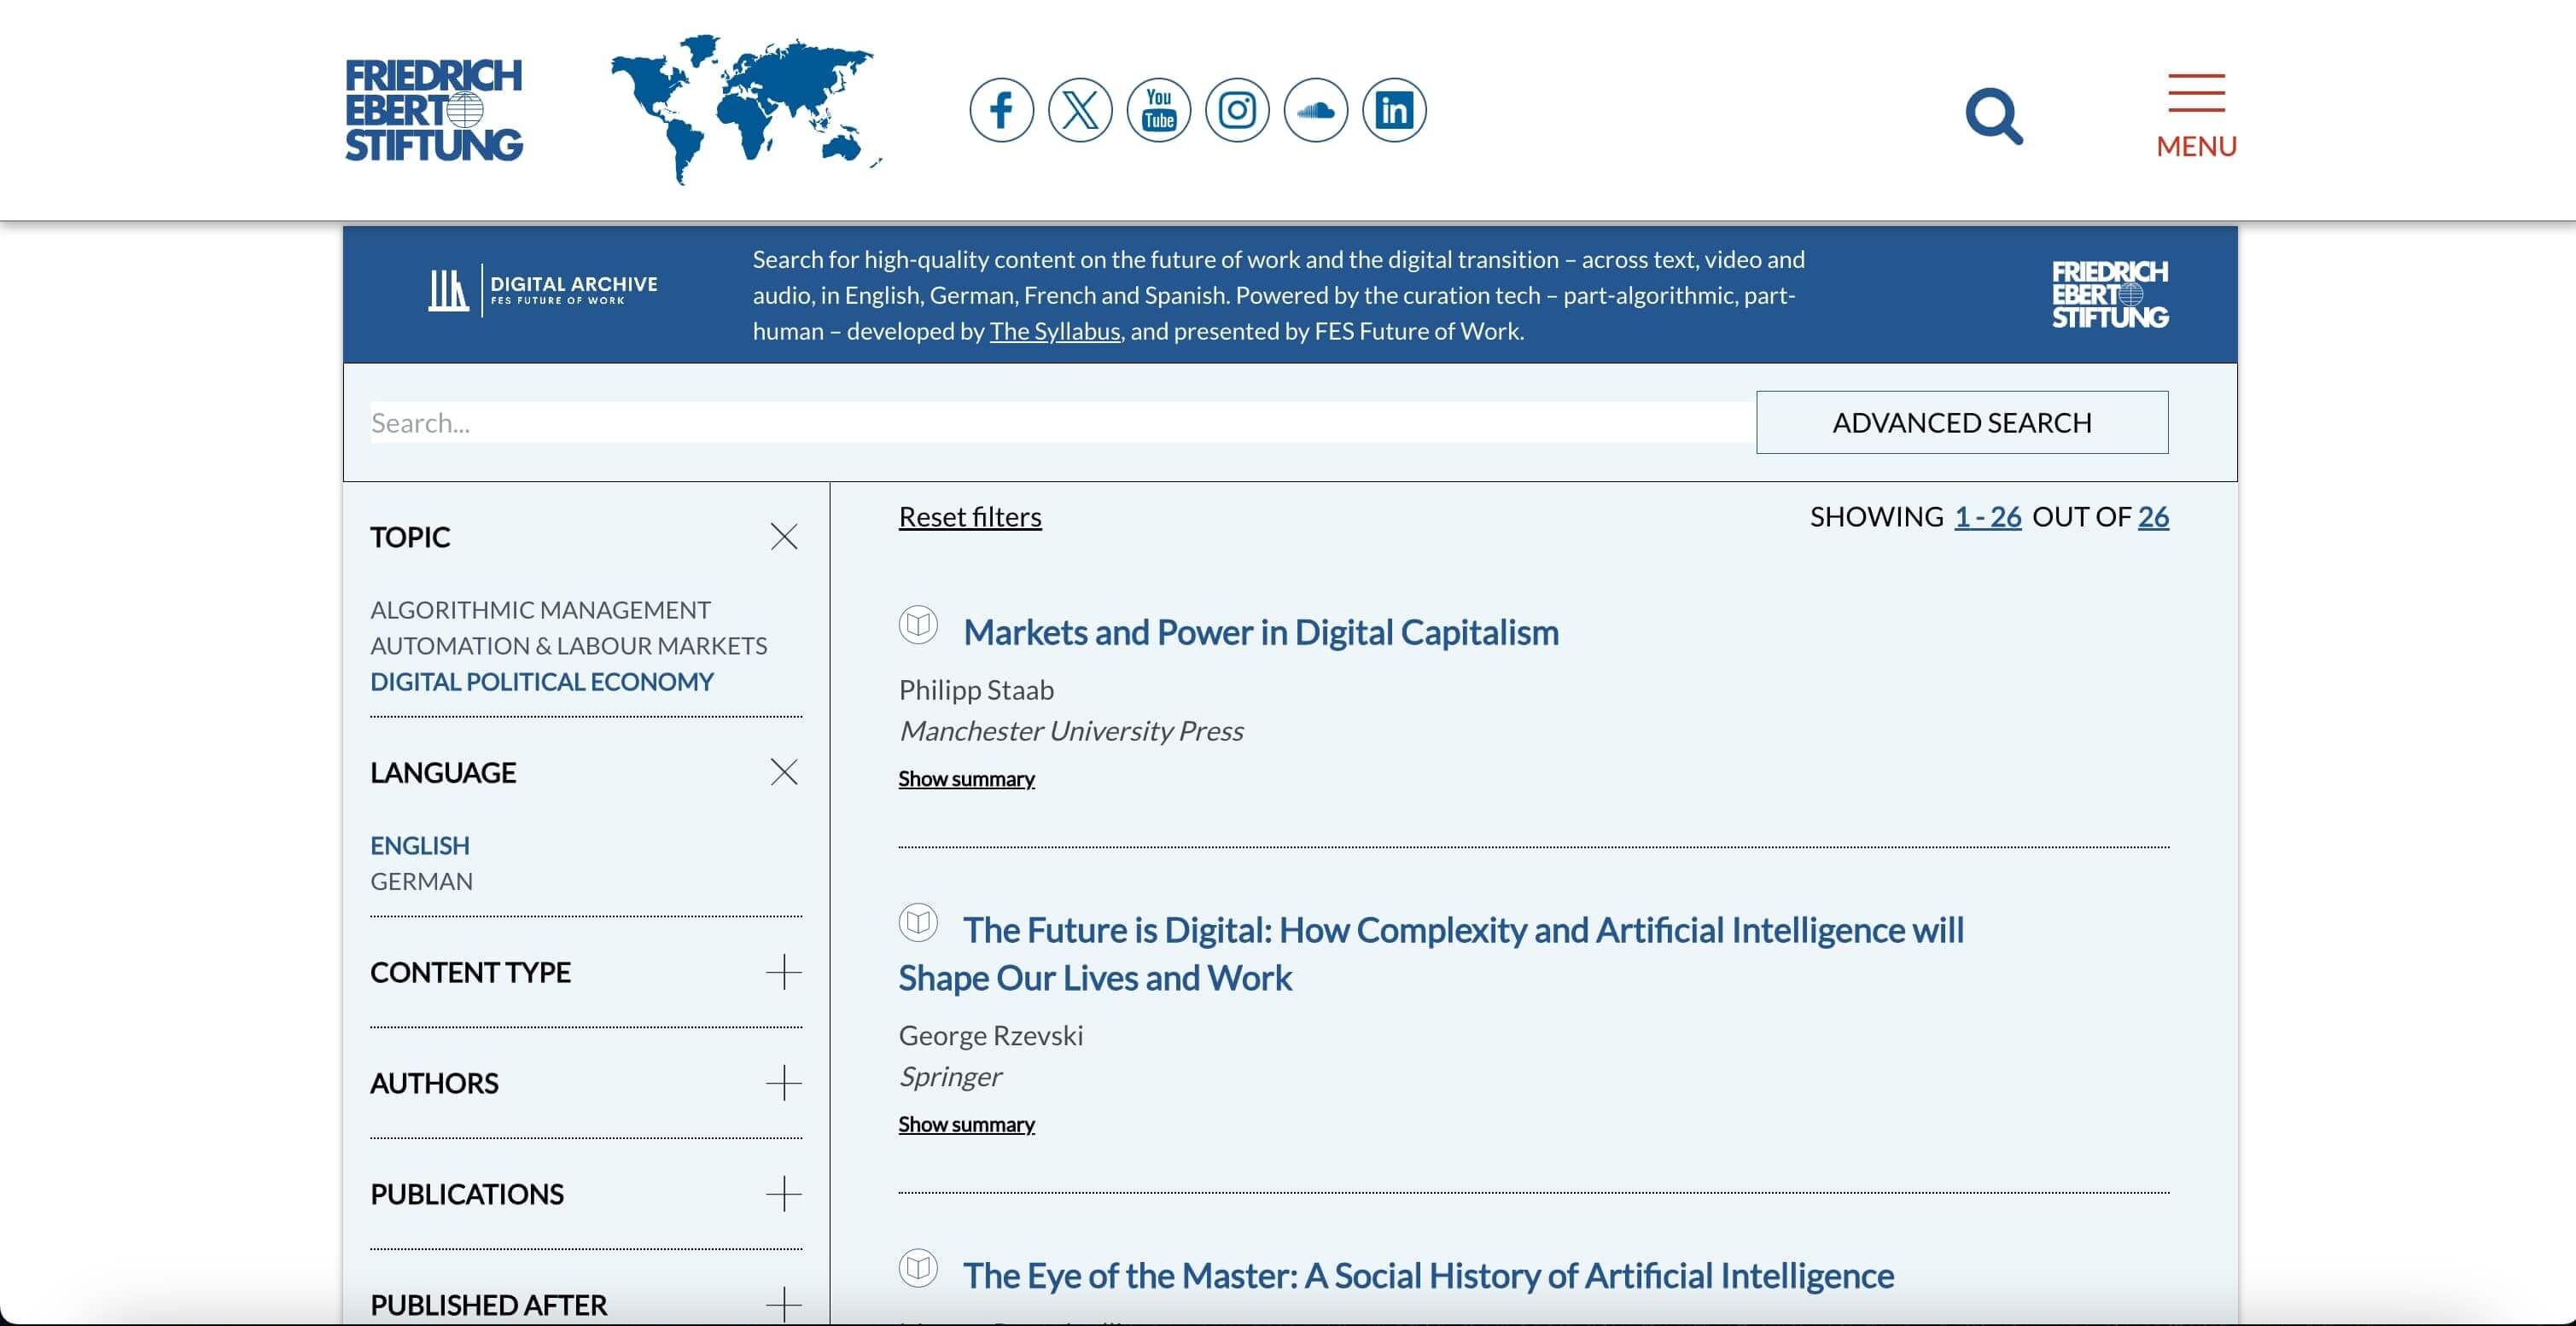 FRIEDRICH
EBERT
STIFTUNG
You
Tube
MENU
DIGITAL ARCHIVE
FES FUTURE OF WORK
Search for high-quality content on the future of work and the digital transition – across text, video and
audio, in English, German, French and Spanish. Powered by the curation tech – part-algorithmic, part-
human – developed by The Syllabus, and presented by FES Future of Work.
FRIEDRICH
EBERT
STIFTUNG
Search...
ADVANCED SEARCH
TOPIC
ALGORITHMIC MANAGEMENT
AUTOMATION & LABOUR MARKETS
DIGITAL POLITICAL ECONOMY
LANGUAGE
ENGLISH
GERMAN
CONTENT TYPE
AUTHORS
PUBLICATIONS
PUBLISHED AFTER
Reset filters
SHOWING 1 - 26 OUT OF 26
Markets and Power in Digital Capitalism
Philipp Staab
Manchester University Press
Show summary
The Future is Digital: How Complexity and Artificial Intelligence will
Shape Our Lives and Work
George Rzevski
Springer
Show summary
The Eye of the Master: A Social History of Artificial Intelligence